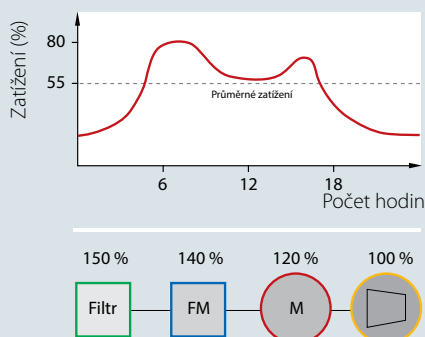 Zatížení (%)
80
55
Průměrné zatížení
6 12 18
Počet hodin
150 % 140 % 120 % 100 %
Filtr FM M